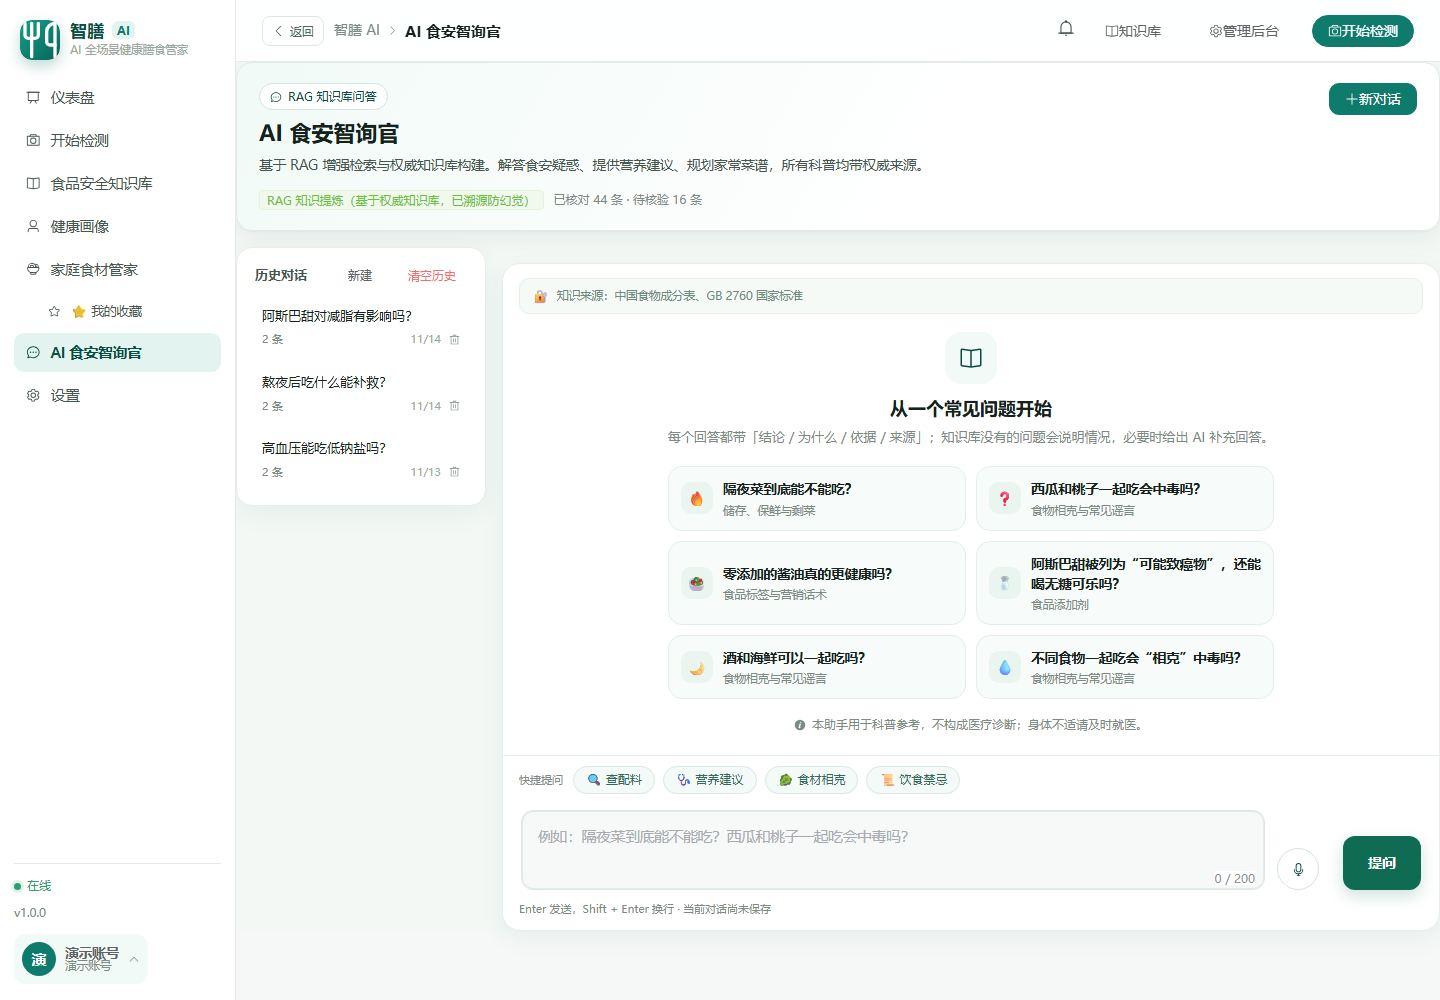 智膳 AI
AI 全场景健康膳食管家
仪表盘
开始检测
食品安全知识库
健康画像
家庭食材管家
我的收藏
AI 食安智询官
设置
在线
v1.0.0
演
演示账号
演示账号
返回
智膳 AI > AI 食安智询官
知识库
管理后台
开始检测
RAG 知识库问答
AI 食安智询官
基于 RAG 增强检索与权威知识库构建。解答食安疑惑、提供营养建议、规划家常菜谱，所有科普均带权威来源。
RAG 知识提炼（基于权威知识库，已溯源防幻觉） 已核对 44 条 · 待核验 16 条
+新对话
历史对话 新建 清空历史
阿斯巴甜对减脂有影响吗？
2 条 11/14
熬夜后吃什么能补救？
2 条 11/14
高血压能吃低钠盐吗？
2 条 11/13
知识来源：中国食物成分表、GB 2760 国家标准
从一个常见问题开始
每个回答都带「结论 / 为什么 / 依据 / 来源」；知识库没有的问题会说明情况，必要时给出 AI 补充回答。
隔夜菜到底能不能吃？
储存、保鲜与剩菜
西瓜和桃子一起吃会中毒吗？
食物相克与常见谣言
零添加的酱油真的更健康吗？
食品标签与营销话术
阿斯巴甜被列为“可能致癌物”，还能
喝无糖可乐吗？
食品添加剂
酒和海鲜可以一起吃吗？
食物相克与常见谣言
不同食物一起吃会“相克”中毒吗？
食物相克与常见谣言
本助手用于科普参考，不构成医疗诊断；身体不适请及时就医。
快捷提问 查配料 营养建议 食材相克 饮食禁忌
例如：隔夜菜到底能不能吃？西瓜和桃子一起吃会中毒吗？
0 / 200
提问
Enter 发送，Shift + Enter 换行 · 当前对话尚未保存